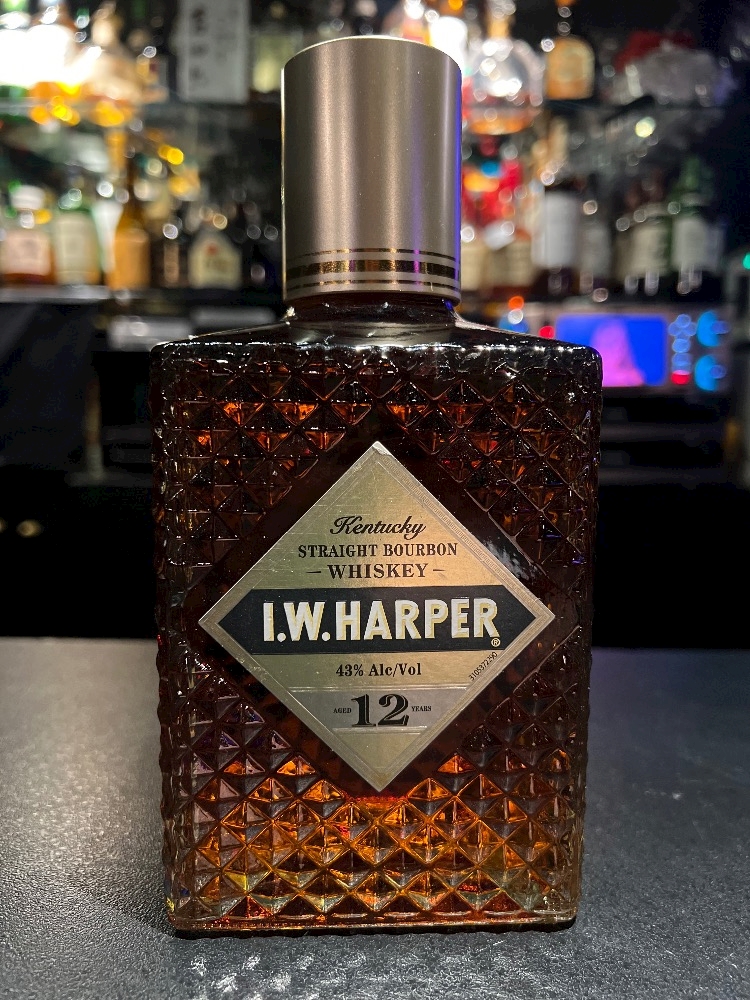 Kentucky
STRAIGHT BOURBON
– WHISKEY –
I.W. HARPER®
43% Alc/Vol
AGED 12 YEARS